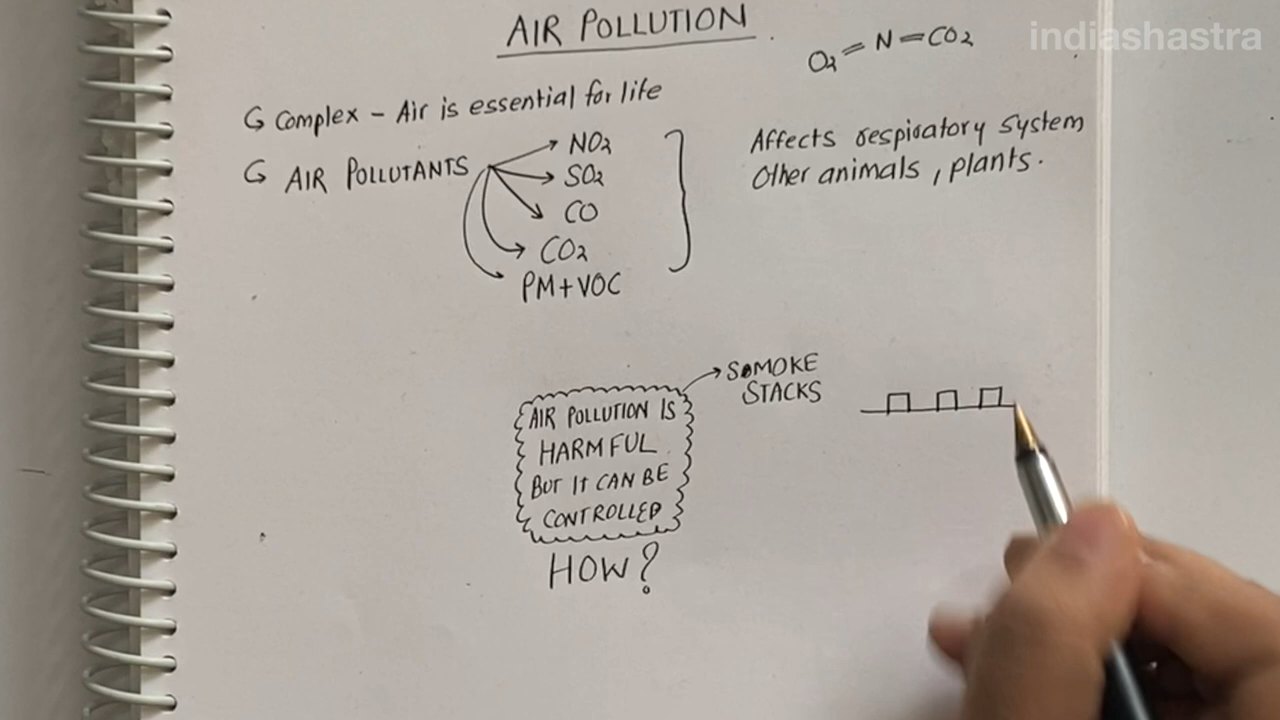 AIR POLLUTION
indiashastra
O2 = N = CO2
G Complex - Air is essential for life
G AIR POLLUTANTS
NO2
SO2
CO
CO2
PM+VOC
Affects respiratory system
Other animals, plants.
SMOKE
STACKS
AIR POLLUTION IS
HARMFUL
BUT IT CAN BE
CONTROLLED
HOW?